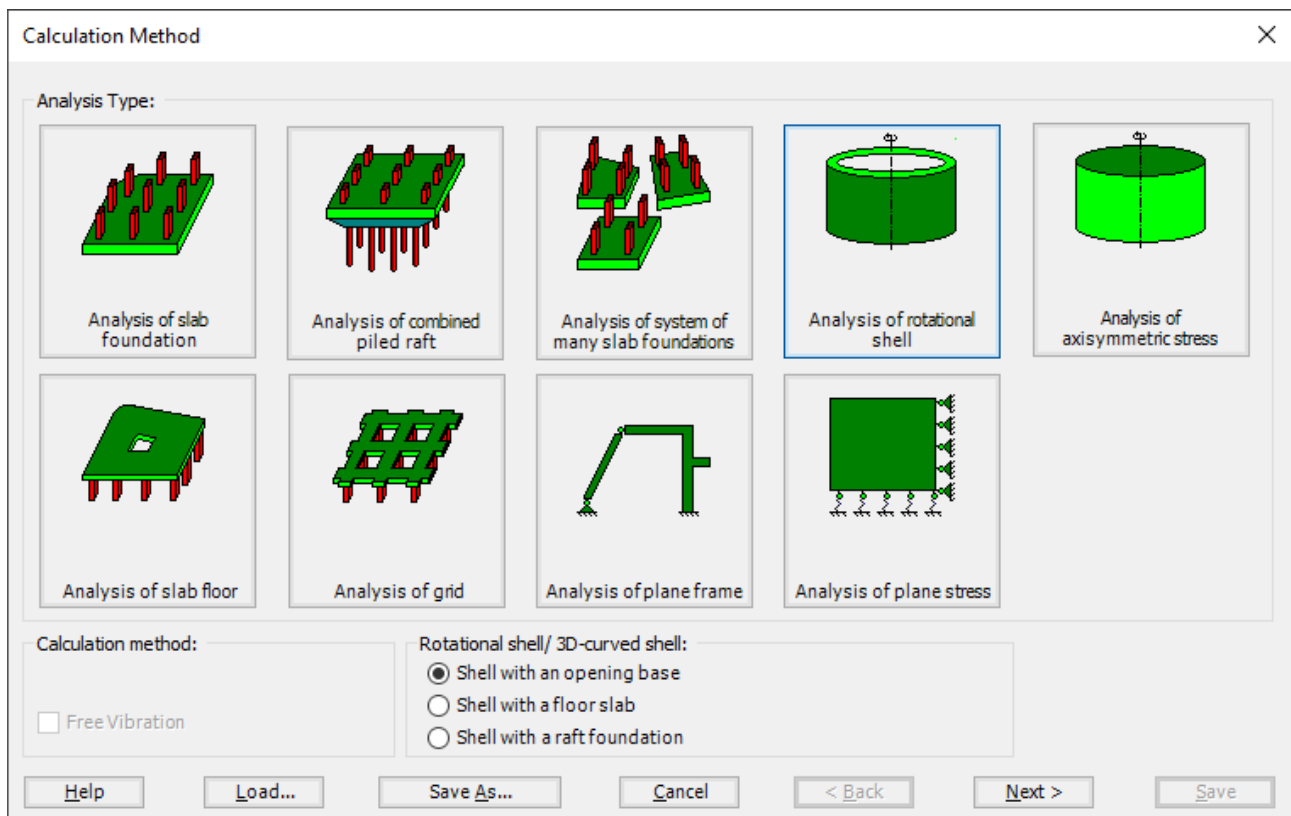 Calculation Method
Analysis Type:
Analysis of slab
foundation
Analysis of combined
piled raft
Analysis of system of
many slab foundations
Analysis of rotational
shell
Analysis of
axisymmetric stress
Analysis of slab floor
Analysis of grid
Analysis of plane frame
Analysis of plane stress
Calculation method:
Free Vibration
Rotational shell/ 3D-curved shell:
Shell with an opening base
Shell with a floor slab
Shell with a raft foundation
Help
Load...
Save As...
Cancel
< Back
Next >
Save